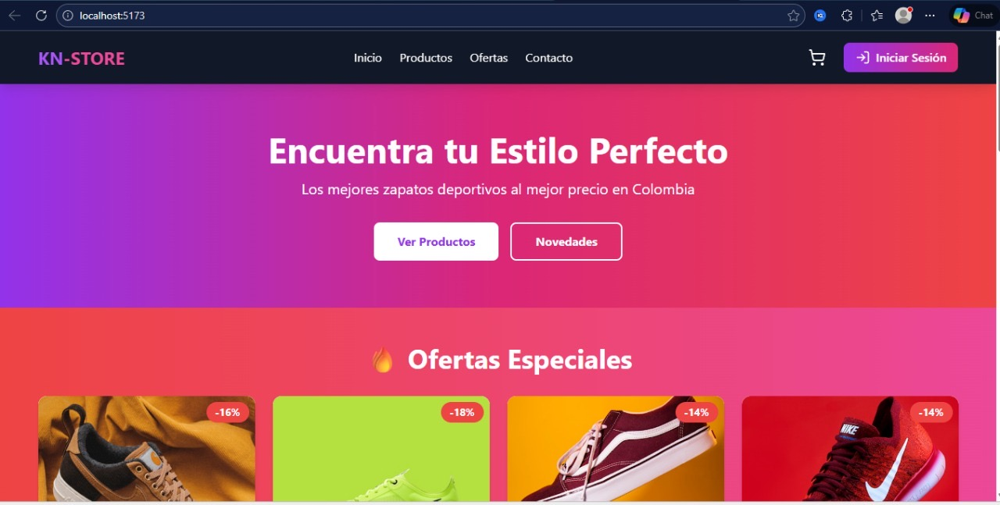 localhost:5173
Chat
KN-STORE
Inicio
Productos
Ofertas
Contacto
Iniciar Sesión
Encuentra tu Estilo Perfecto
Los mejores zapatos deportivos al mejor precio en Colombia
Ver Productos
Novedades
Ofertas Especiales
-16%
-18%
-14%
-14%
NIKE